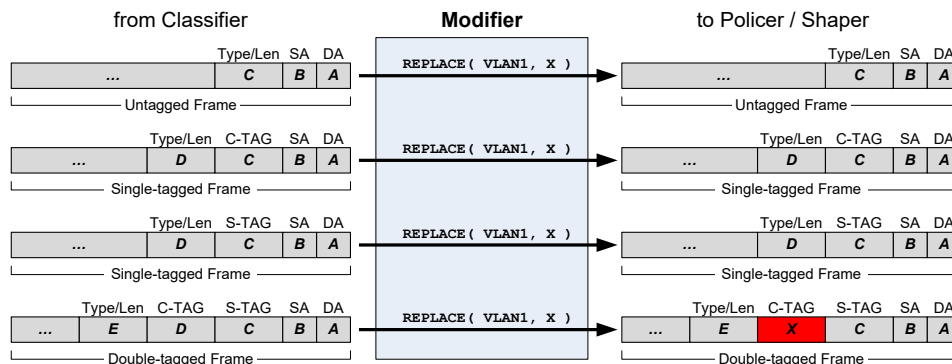 from Classifier Modifier to Policer / Shaper
Type/Len SA DA REPLACE( VLAN1, X ) Type/Len SA DA
... C B A ... C B A
Untagged Frame Untagged Frame
Type/Len C-TAG SA DA REPLACE( VLAN1, X ) Type/Len C-TAG SA DA
... D C B A ... D C B A
Single-tagged Frame Single-tagged Frame
Type/Len S-TAG SA DA REPLACE( VLAN1, X ) Type/Len S-TAG SA DA
... D C B A ... D C B A
Single-tagged Frame Single-tagged Frame
Type/Len C-TAG S-TAG SA DA REPLACE( VLAN1, X ) Type/Len C-TAG S-TAG SA DA
... E D C B A ... E X C B A
Double-tagged Frame Double-tagged Frame